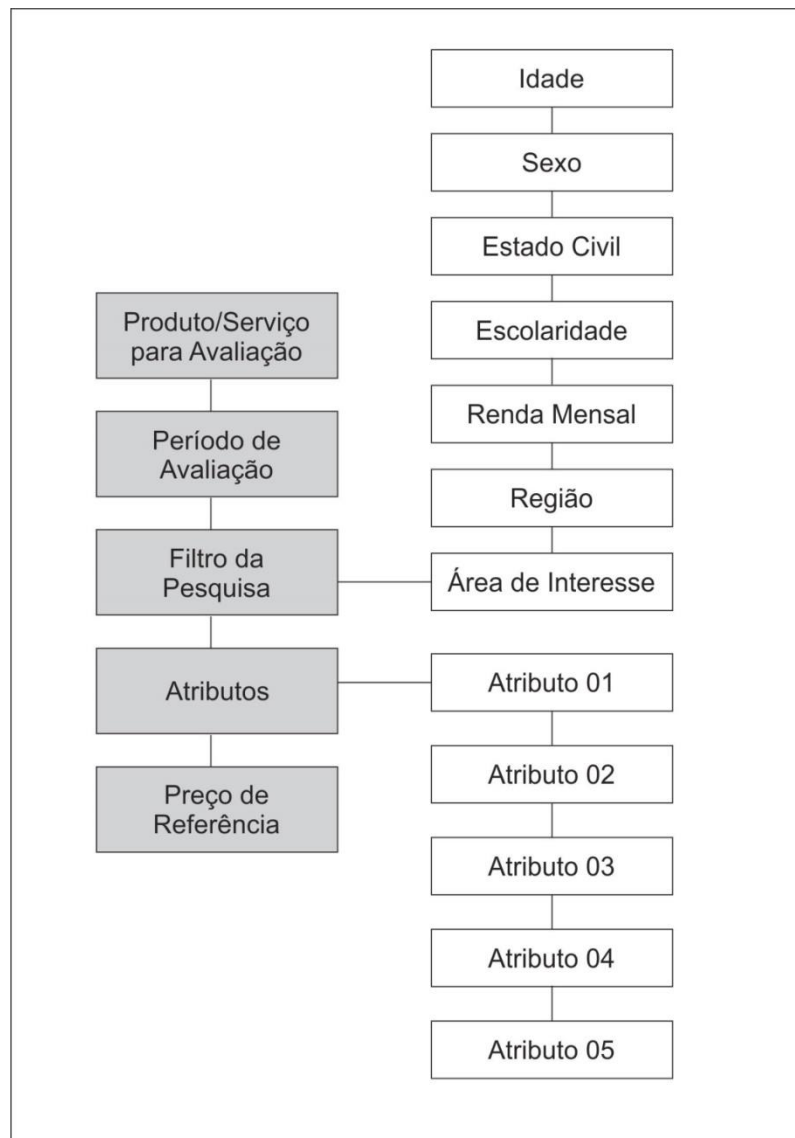 Idade
Sexo
Estado Civil
Escolaridade
Renda Mensal
Região
Área de Interesse
Produto/Serviço
para Avaliação
Período de
Avaliação
Filtro da
Pesquisa
Atributos
Preço de
Referência
Atributo 01
Atributo 02
Atributo 03
Atributo 04
Atributo 05